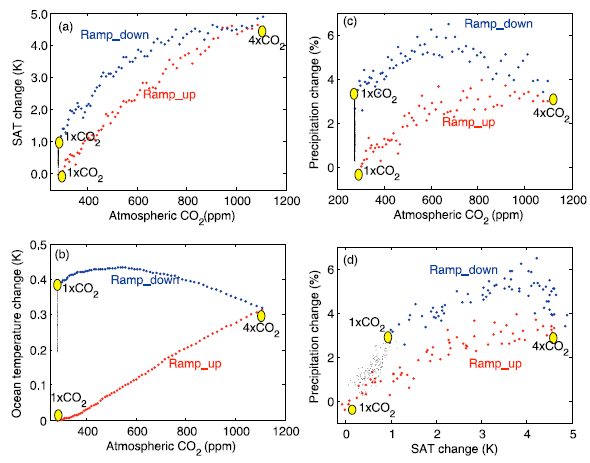 (a)
Ramp_down
4xCO2
Ramp_up
1xCO2
1xCO2
SAT change (K)
5.0
4.0
3.0
2.0
1.0
0.0
400 600 800 1000 1200
Atmospheric CO2(ppm)
(c)
Ramp_down
1xCO2
Ramp_up
4xCO2
1xCO2
Precipitation change (%)
8
6
4
2
0
200 400 600 800 1000 1200
Atmospheric CO2 (ppm)
(b)
Ramp_down
1xCO2
4xCO2
Ramp_up
1xCO2
Ocean temperature change (K)
0.5
0.4
0.3
0.2
0.1
0
400 600 800 1000 1200
Atmospheric CO2 (ppm)
(d)
Ramp_down
1xCO2
4xCO2
Ramp_up
1xCO2
Precipitation change (%)
6
4
2
0
0 1 2 3 4 5
SAT change (K)